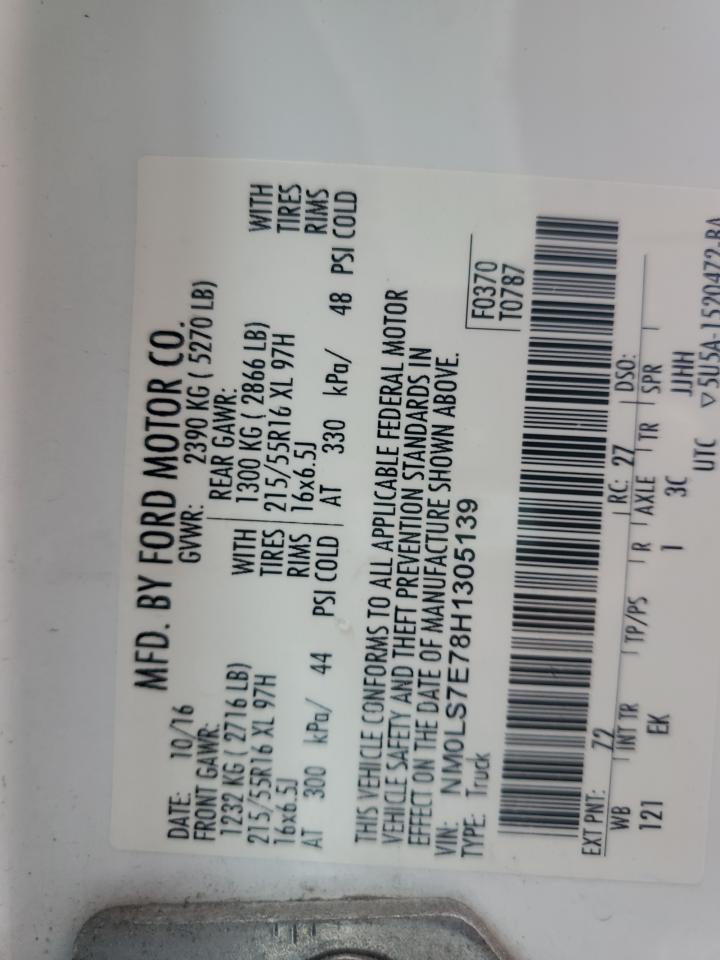 MFD. BY FORD MOTOR CO.
DATE: 10/16 GVWR: 2390 KG ( 5270 LB)
FRONT GAWR: REAR GAWR:
1232 KG ( 2716 LB) WITH 1300 KG ( 2866 LB) WITH
215/55R16 XL 97H TIRES 215/55R16 XL 97H TIRES
16x6.5J RIMS 16x6.5J RIMS
AT 300 kPa/ 44 PSI COLD AT 330 kPa/ 48 PSI COLD
THIS VEHICLE CONFORMS TO ALL APPLICABLE FEDERAL MOTOR
VEHICLE SAFETY AND THEFT PREVENTION STANDARDS IN
EFFECT ON THE DATE OF MANUFACTURE SHOWN ABOVE.
VIN: NM0LS7E78H1305139 F0370
TYPE: Truck T0787
EXT PNT: 72 RC: 27 DSO:
WB INT TR TP/PS R AXLE TR SPR
121 EK 1 3C JJHH
UTC ▽5U5A-1520472-BA